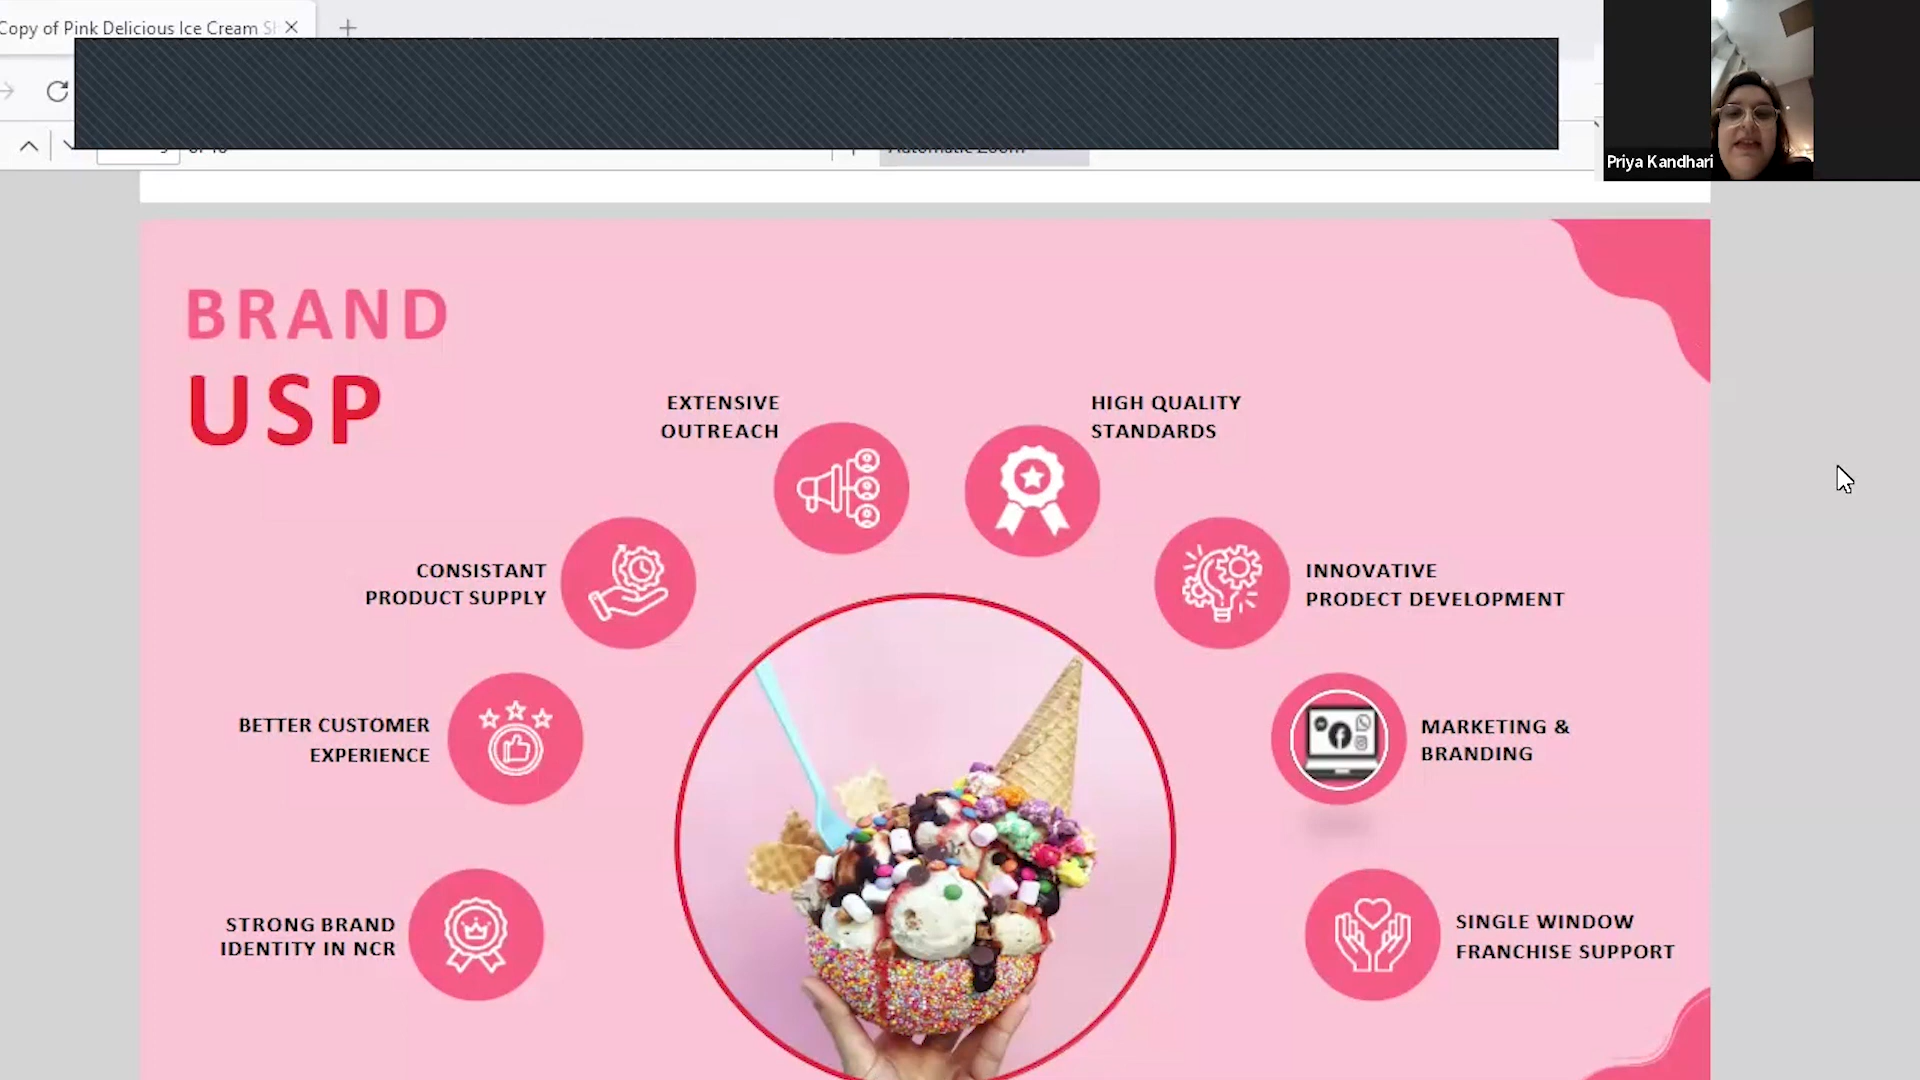 Copy of Pink Delicious Ice Cream Sh
Priya Kandhari
BRAND
USP
EXTENSIVE
OUTREACH
HIGH QUALITY
STANDARDS
CONSISTANT
PRODUCT SUPPLY
INNOVATIVE
PRODECT DEVELOPMENT
BETTER CUSTOMER
EXPERIENCE
MARKETING &
BRANDING
STRONG BRAND
IDENTITY IN NCR
SINGLE WINDOW
FRANCHISE SUPPORT